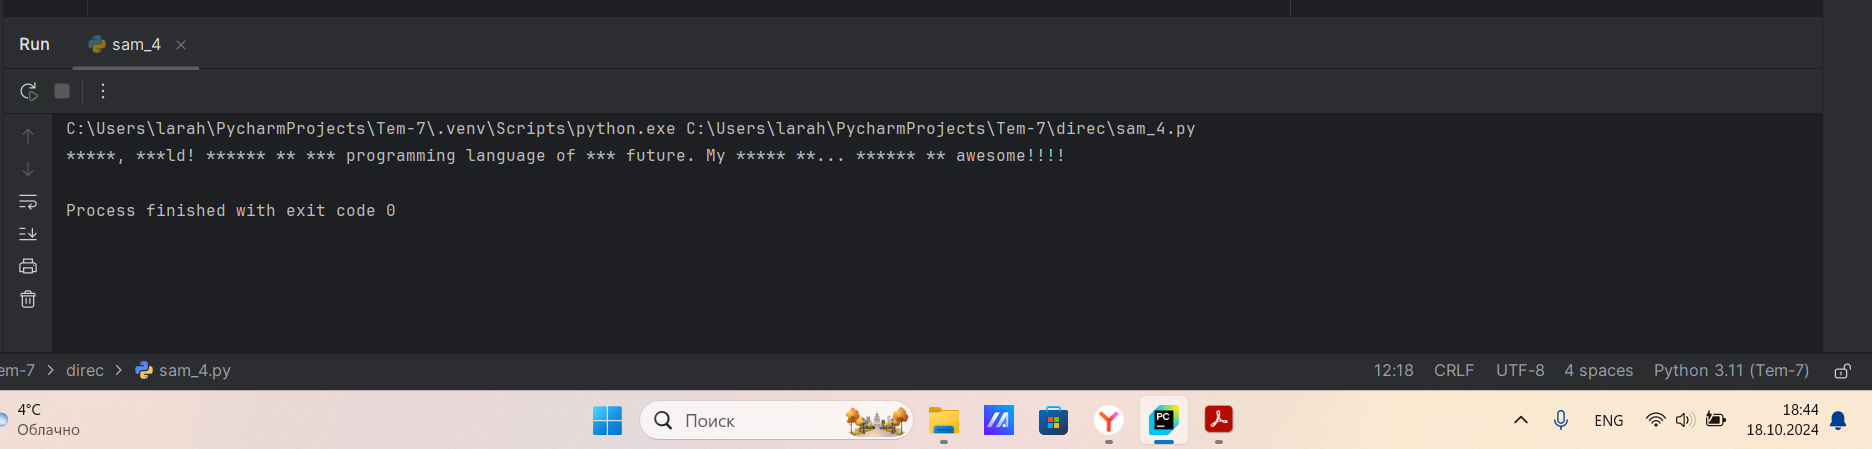 Run sam_4
C:\Users\larah\PycharmProjects\Tem-7\.venv\Scripts\python.exe C:\Users\larah\PycharmProjects\Tem-7\direc\sam_4.py
*****, ***ld! ****** ** *** programming language of *** future. My ***** **... ****** ** awesome!!!!
Process finished with exit code 0
em-7 > direc > sam_4.py 12:18 CRLF UTF-8 4 spaces Python 3.11 (Tem-7)
4°C
Облачно
Поиск
PC
ENG
18:44
18.10.2024